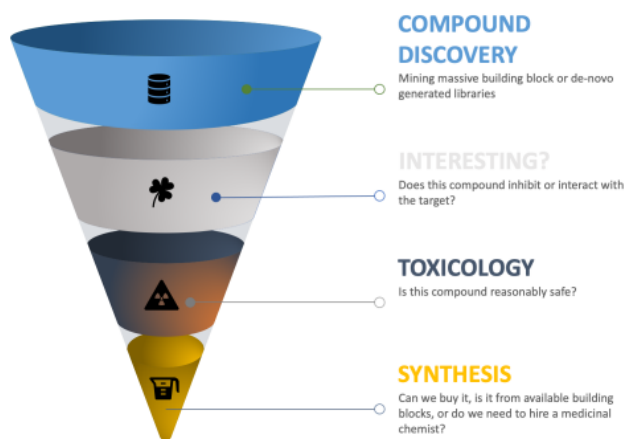 COMPOUND
DISCOVERY
Mining massive building block or de-novo
generated libraries
INTERESTING?
Does this compound inhibit or interact with
the target?
TOXICOLOGY
Is this compound reasonably safe?
SYNTHESIS
Can we buy it, is it from available building
blocks, or do we need to hire a medicinal
chemist?